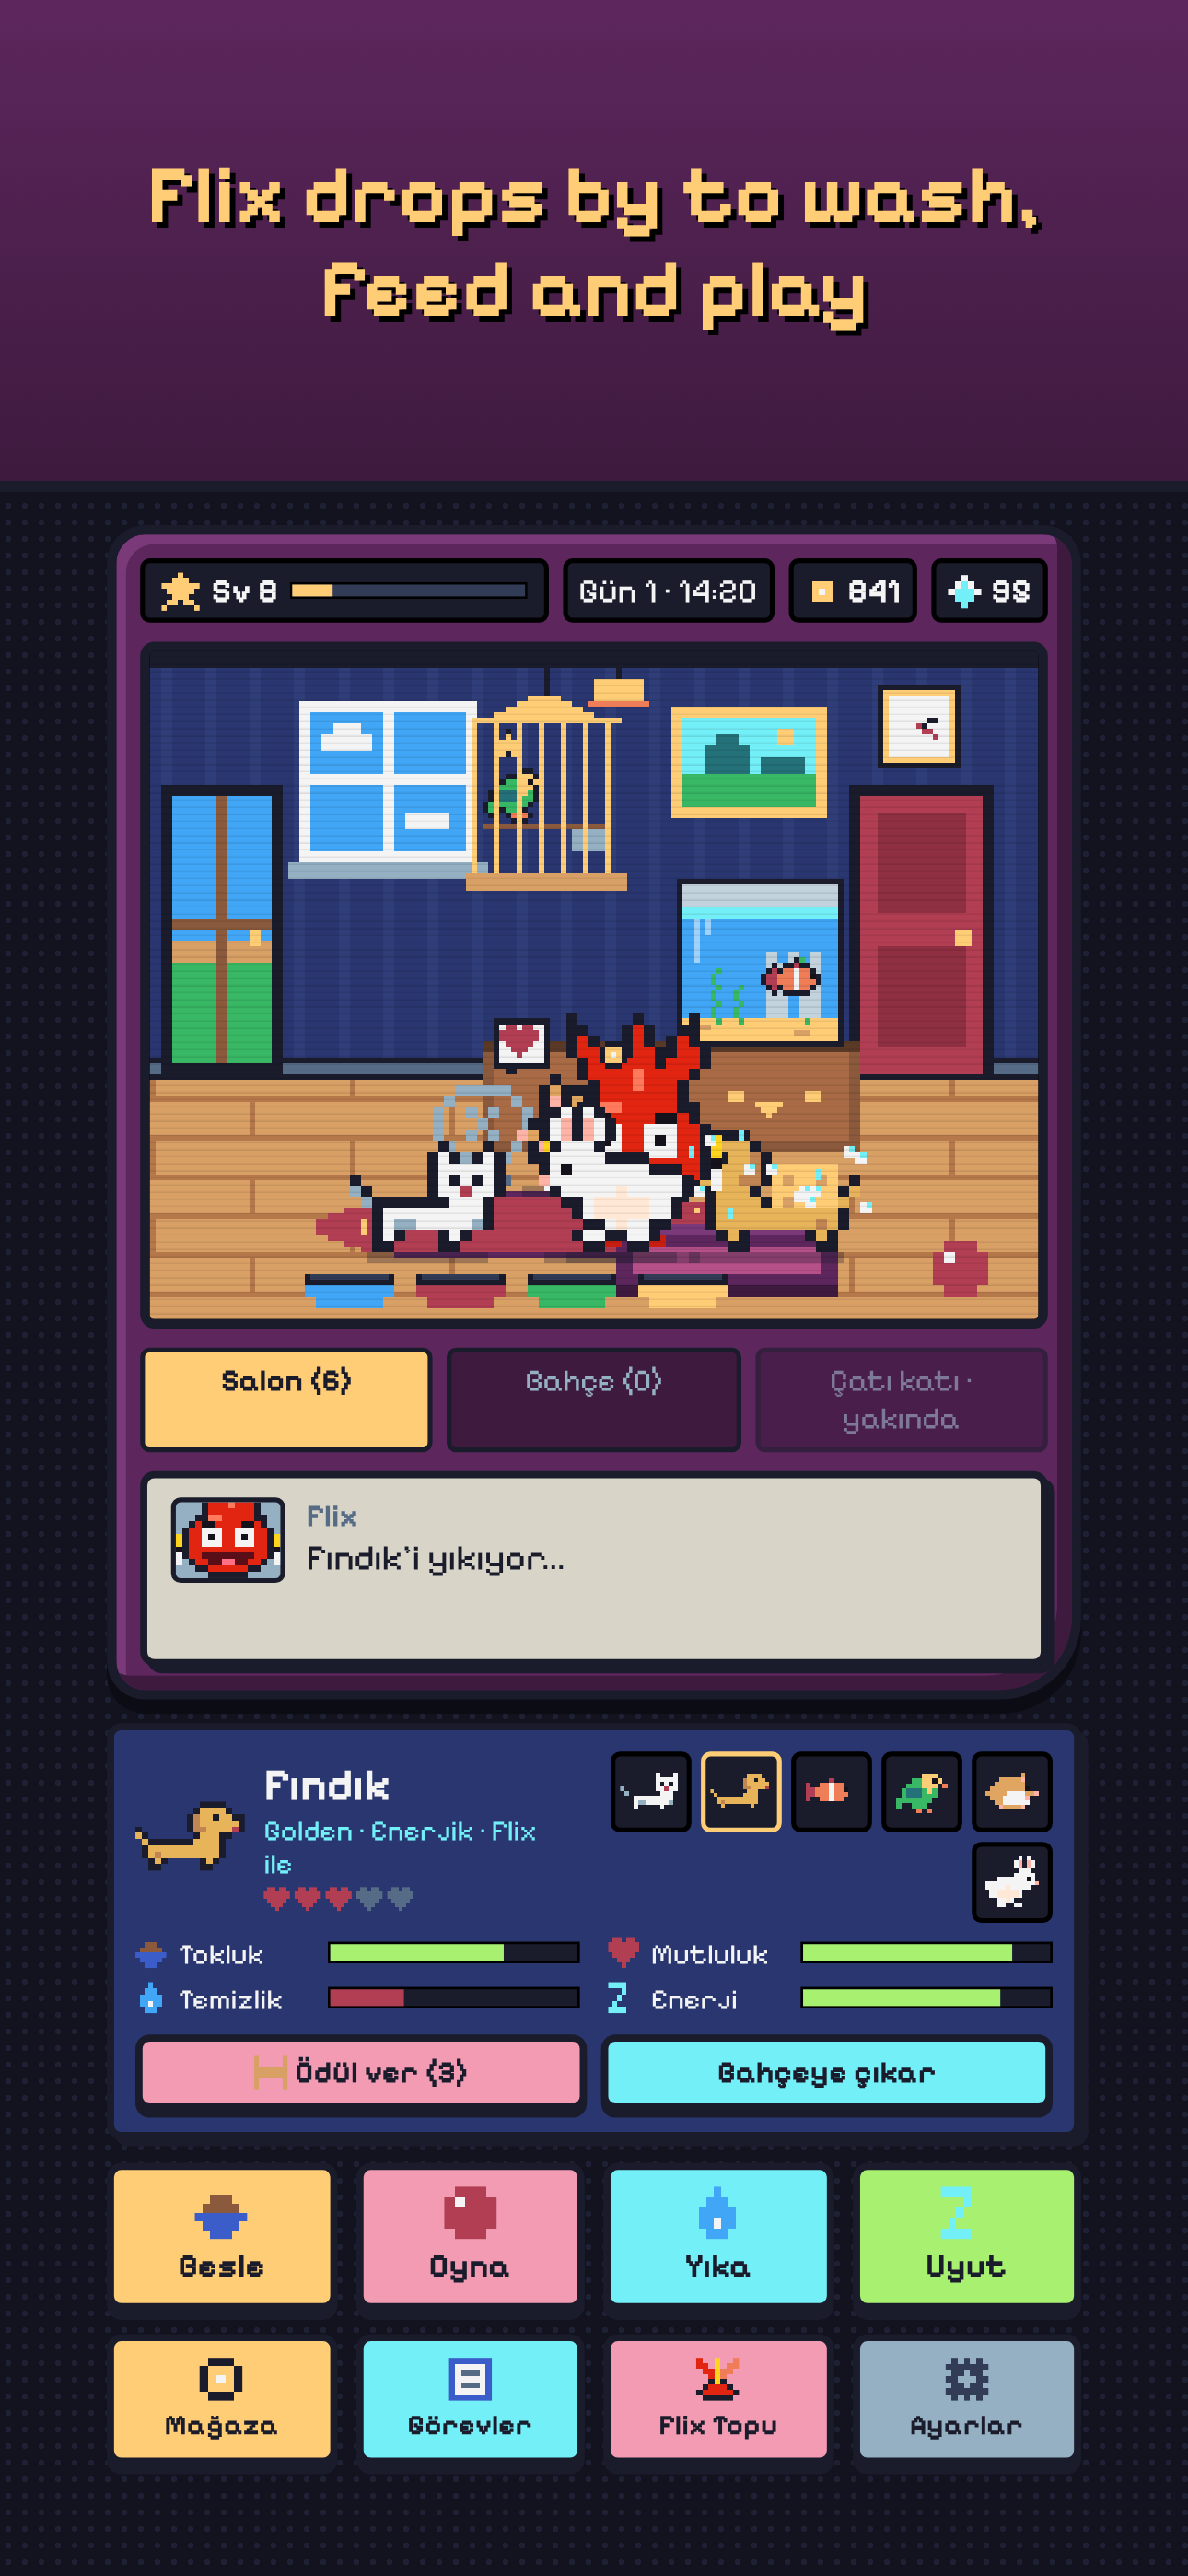 Flix drops by to wash,
feed and play
Sv 8
Gün 1 · 14:20
841
95
Salon (6)
Bahçe (0)
Çatı katı ·
yakında
Flix
Fındık'i yıkıyor...
Fındık
Golden · Enerjik · Flix
ile
Tokluk
Mutluluk
Temizlik
Enerji
Ödül ver (3)
Bahçeye çıkar
Besle
Oyna
Yıka
Uyut
Mağaza
Görevler
Flix Topu
Ayarlar